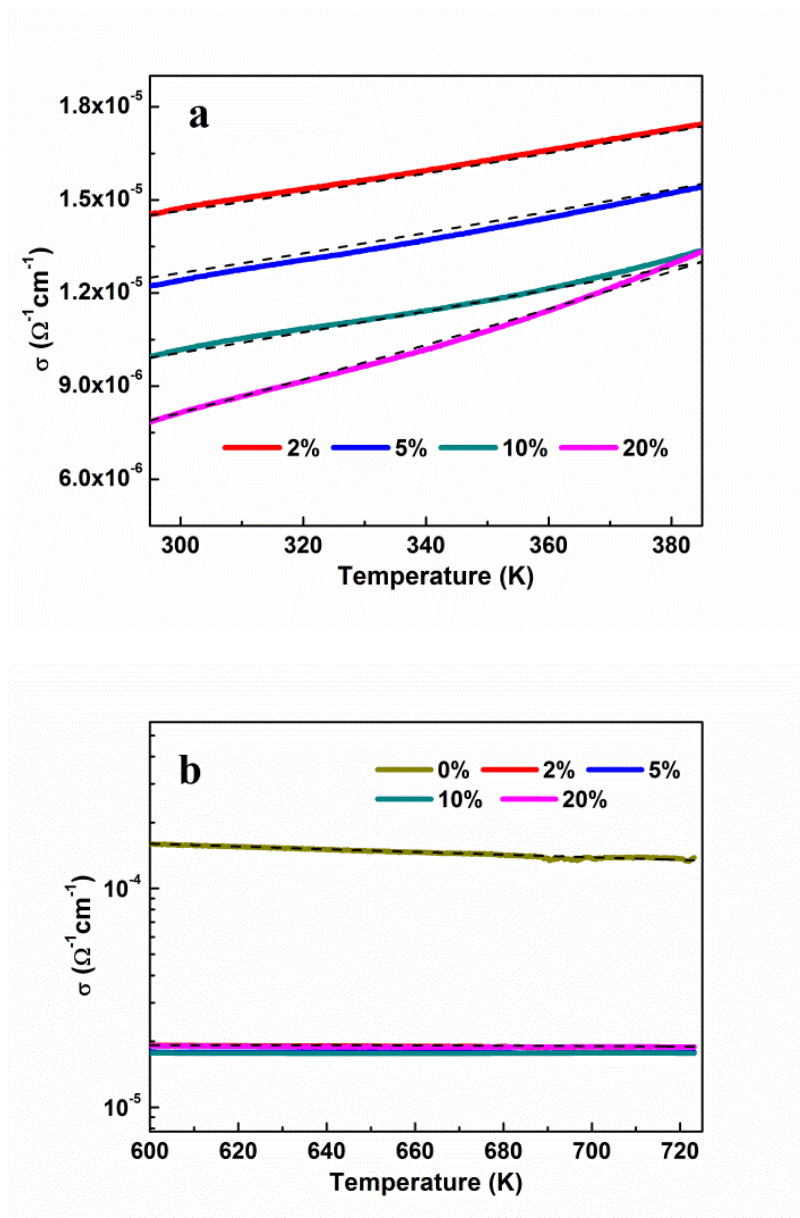 a
1.8x10⁻⁵
1.5x10⁻⁵
1.2x10⁻⁵
9.0x10⁻⁶
6.0x10⁻⁶
σ (Ω⁻¹cm⁻¹)
2% 5% 10% 20%
300 320 340 360 380
Temperature (K)
b
0% 2% 5%
10% 20%
10⁻⁴
10⁻⁵
σ (Ω⁻¹cm⁻¹)
600 620 640 660 680 700 720
Temperature (K)